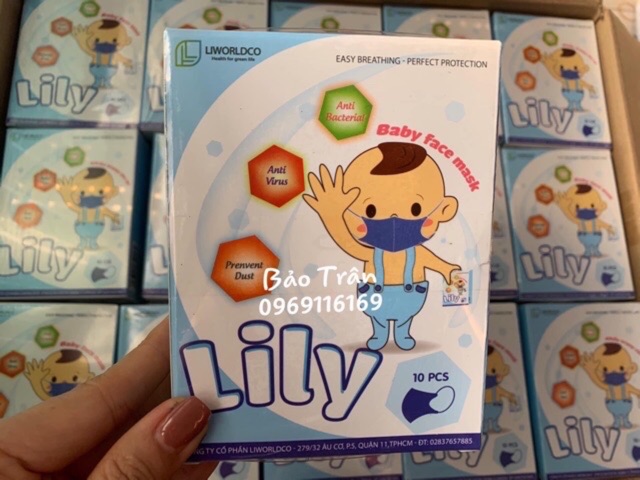 LIWORLDCO
Health for green life
EASY BREATHING - PERFECT PROTECTION
Anti
Bacterial
Baby face mask
Anti
Virus
Prenvent
Dust
Bảo Trân
0969116169
Lily
Lily
10 PCS
NG TY CỔ PHẦN LIWORLDCO - 279/32 ÂU CƠ, P.5, QUẬN 11, TPHCM - ĐT: 02837657885